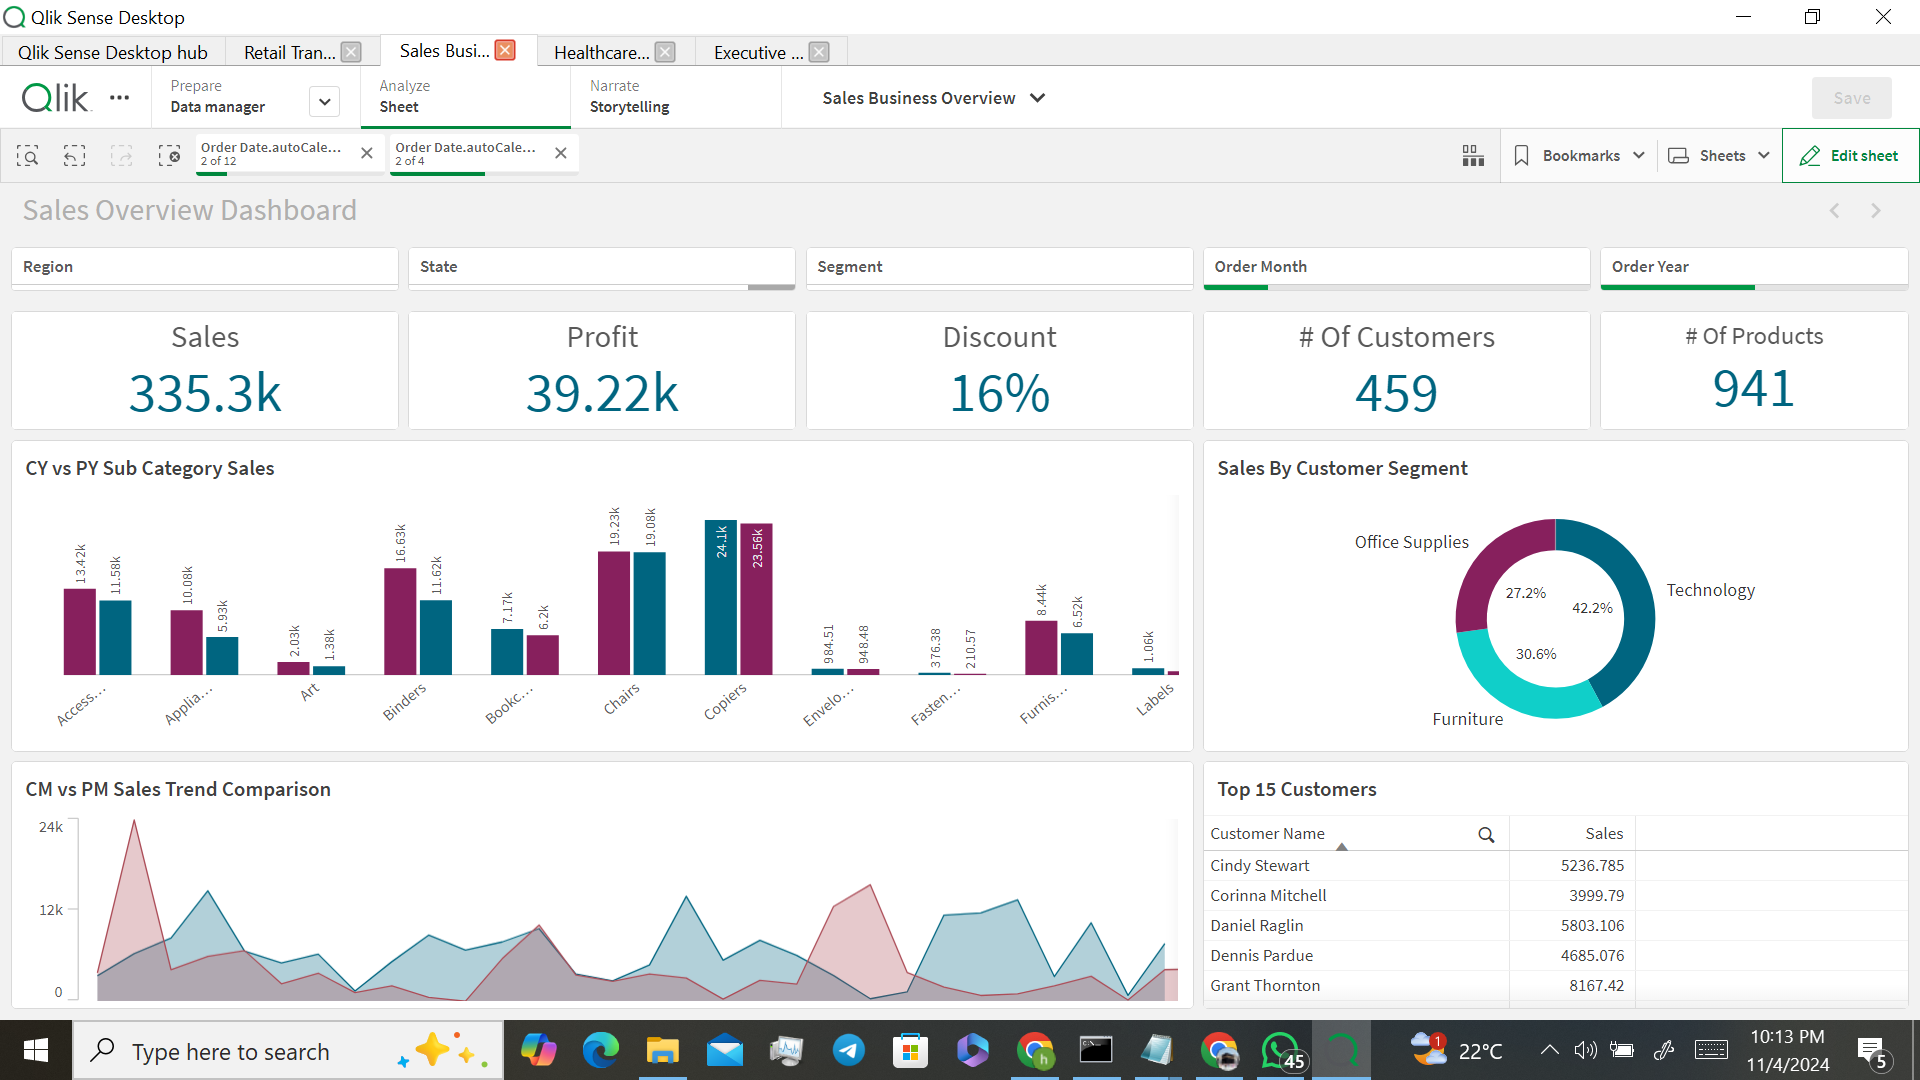 Qlik Sense Desktop
Qlik Sense Desktop hub
Retail Tran...
Sales Busi...
Healthcare...
Executive ...
Qlik
Prepare
Data manager
Analyze
Sheet
Narrate
Storytelling
Sales Business Overview
Save
Order Date.autoCale...
2 of 12
Order Date.autoCale...
2 of 4
Bookmarks
Sheets
Edit sheet
Sales Overview Dashboard
Region
State
Segment
Order Month
Order Year
Sales
335.3k
Profit
39.22k
Discount
16%
# Of Customers
459
# Of Products
941
CY vs PY Sub Category Sales
13.42k
11.58k
10.08k
5.93k
2.03k
1.38k
16.63k
11.62k
7.17k
6.2k
19.23k
19.08k
24.1k
23.56k
984.51
948.48
376.38
210.57
8.44k
6.52k
1.06k
Access...
Applia...
Art
Binders
Bookc...
Chairs
Copiers
Envelo...
Fasten...
Furnis...
Labels
Sales By Customer Segment
Office Supplies
27.2%
42.2%
Technology
30.6%
Furniture
CM vs PM Sales Trend Comparison
24k
12k
0
Top 15 Customers
Customer Name
Sales
Cindy Stewart
5236.785
Corinna Mitchell
3999.79
Daniel Raglin
5803.106
Dennis Pardue
4685.076
Grant Thornton
8167.42
Type here to search
h
45
1
22°C
10:13 PM
11/4/2024
5